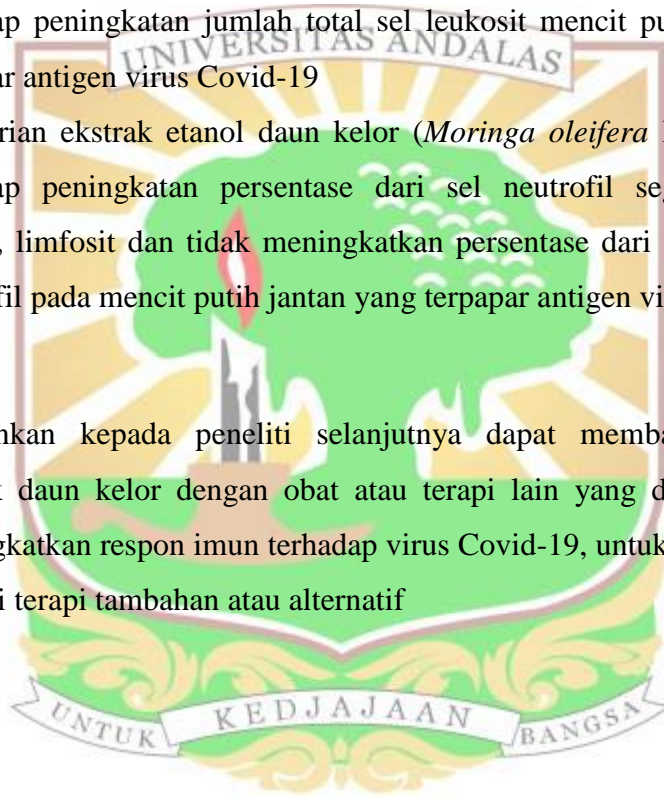 ap peningkatan jumlah total sel leukosit mencit pu
UNIVERSITAS ANDALAS
ar antigen virus Covid-19
rian ekstrak etanol daun kelor (Moringa oleifera
ap peningkatan persentase dari sel neutrofil se
, limfosit dan tidak meningkatkan persentase dari
fil pada mencit putih jantan yang terpapar antigen vi
nkan kepada peneliti selanjutnya dapat memba
k daun kelor dengan obat atau terapi lain yang d
gkatkan respon imun terhadap virus Covid-19, untuk
i terapi tambahan atau alternatif
UNTUK KEDJAJAAN BANGSA